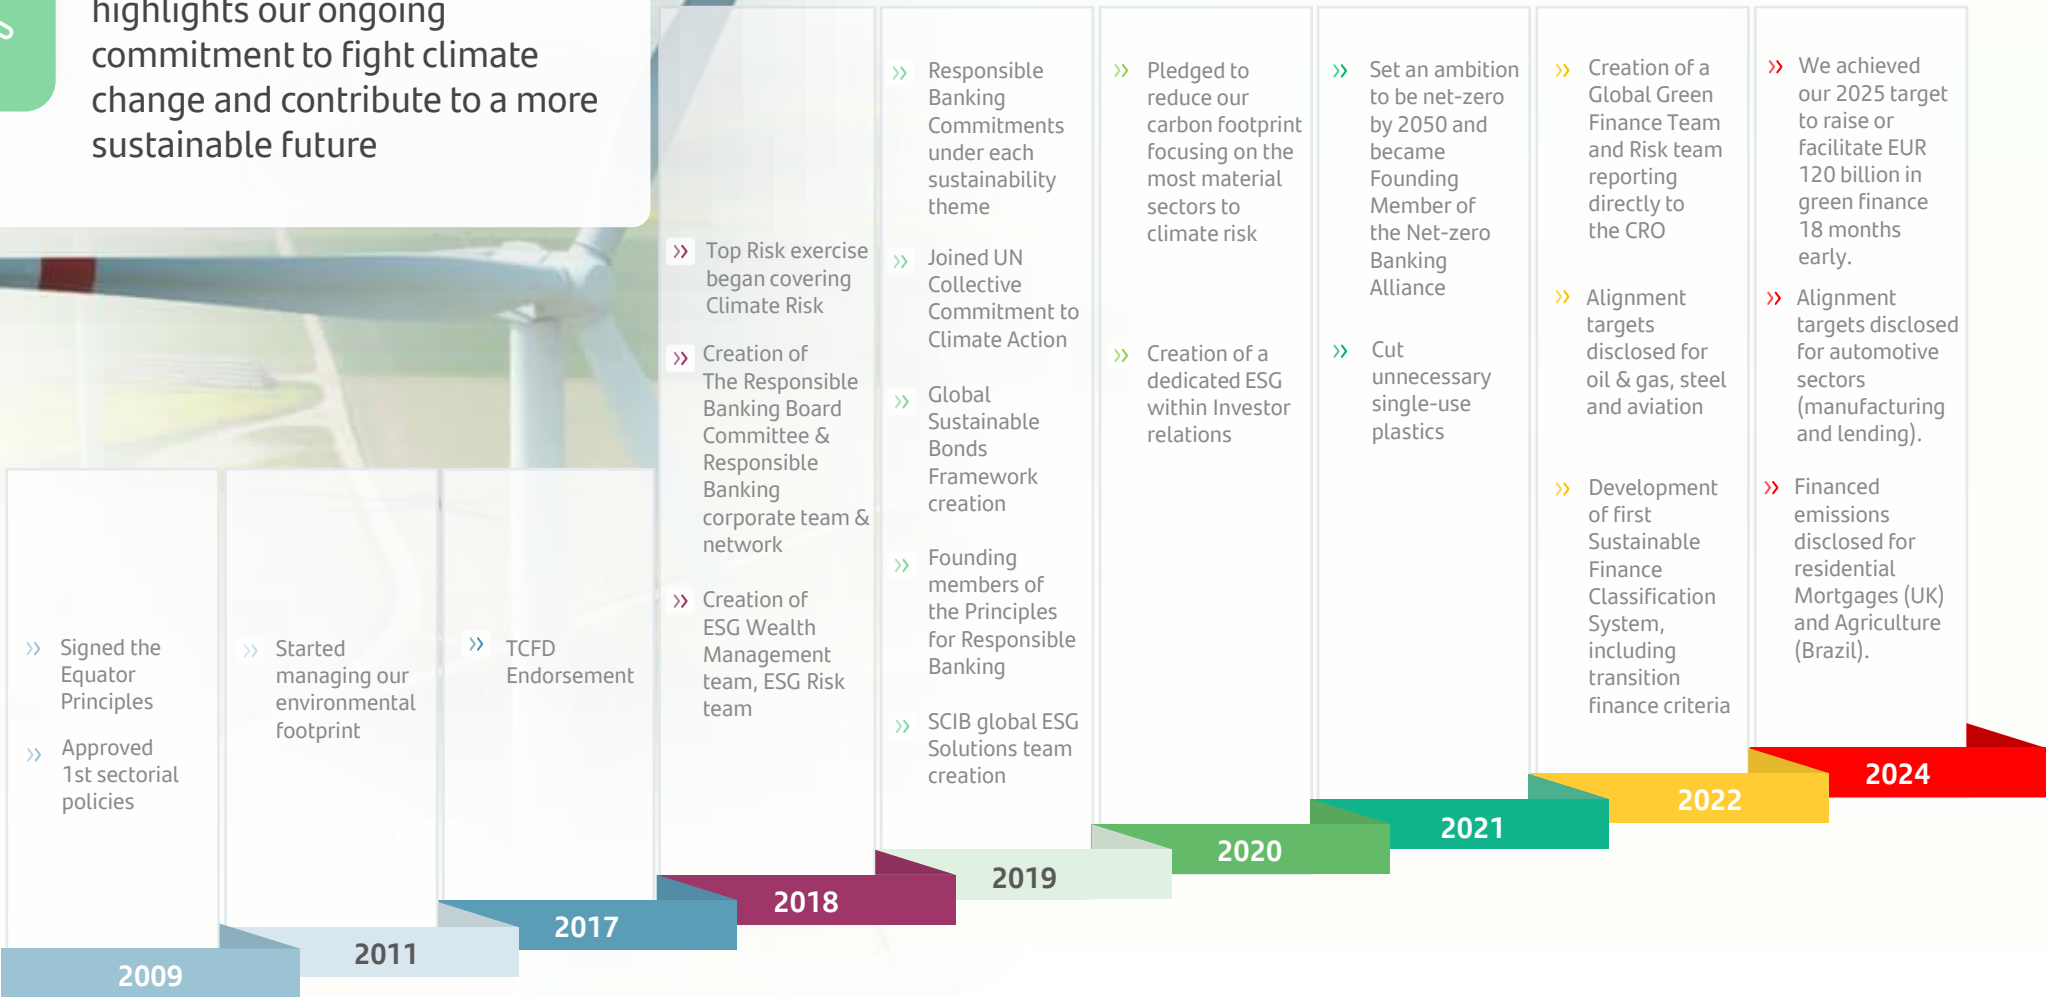 highlights our ongoing
commitment to fight climate
change and contribute to a more
sustainable future
Signed the
Equator
Principles
Approved
1st sectorial
policies
2009
Started
managing our
environmental
footprint
2011
TCFD
Endorsement
2017
Top Risk exercise
began covering
Climate Risk
Creation of
The Responsible
Banking Board
Committee &
Responsible
Banking
corporate team &
network
Creation of
ESG Wealth
Management
team, ESG Risk
team
2018
Responsible
Banking
Commitments
under each
sustainability
theme
Joined UN
Collective
Commitment to
Climate Action
Global
Sustainable
Bonds
Framework
creation
Founding
members of
the Principles
for Responsible
Banking
SCIB global ESG
Solutions team
creation
2019
Pledged to
reduce our
carbon footprint
focusing on the
most material
sectors to
climate risk
Creation of a
dedicated ESG
within Investor
relations
2020
Set an ambition
to be net-zero
by 2050 and
became
Founding
Member of
the Net-zero
Banking
Alliance
Cut
unnecessary
single-use
plastics
2021
Creation of a
Global Green
Finance Team
and Risk team
reporting
directly to
the CRO
Alignment
targets
disclosed for
oil & gas, steel
and aviation
Development
of first
Sustainable
Finance
Classification
System,
including
transition
finance criteria
2022
We achieved
our 2025 target
to raise or
facilitate EUR
120 billion in
green finance
18 months
early.
Alignment
targets disclosed
for automotive
sectors
(manufacturing
and lending).
Financed
emissions
disclosed for
residential
Mortgages (UK)
and Agriculture
(Brazil).
2024